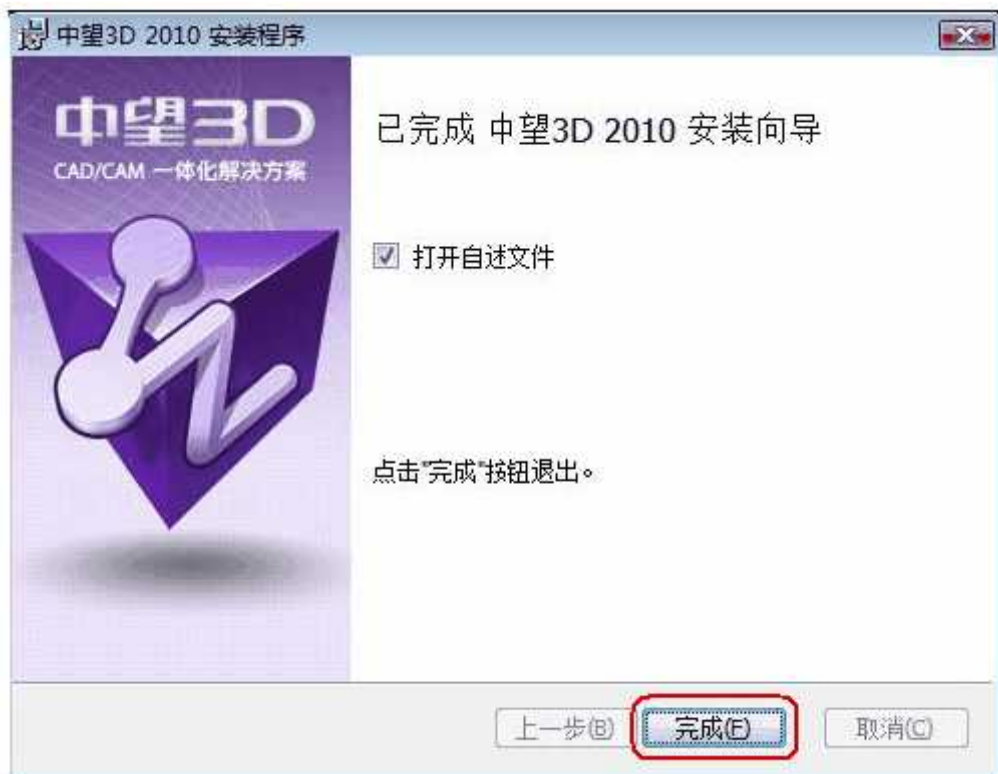 中望3D 2010 安装程序
中望3D
CAD/CAM 一体化解决方案
已完成 中望3D 2010 安装向导
打开自述文件
点击"完成"按钮退出。
上一步(B)
完成(F)
取消(C)